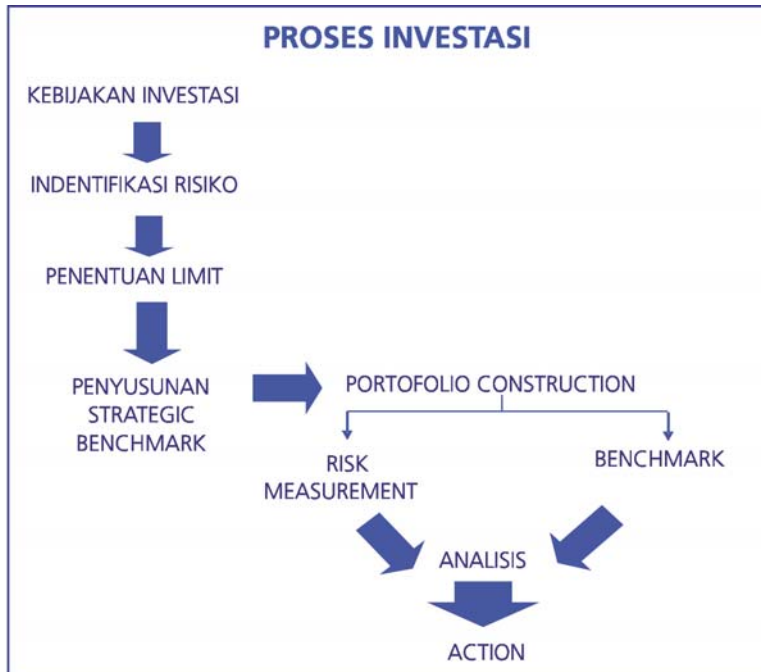 PROSES INVESTASI
KEBIJAKAN INVESTASI
INDENTIFIKASI RISIKO
PENENTUAN LIMIT
PENYUSUNAN
STRATEGIC
BENCHMARK
PORTOFOLIO CONSTRUCTION
RISK
MEASUREMENT
BENCHMARK
ANALISIS
ACTION